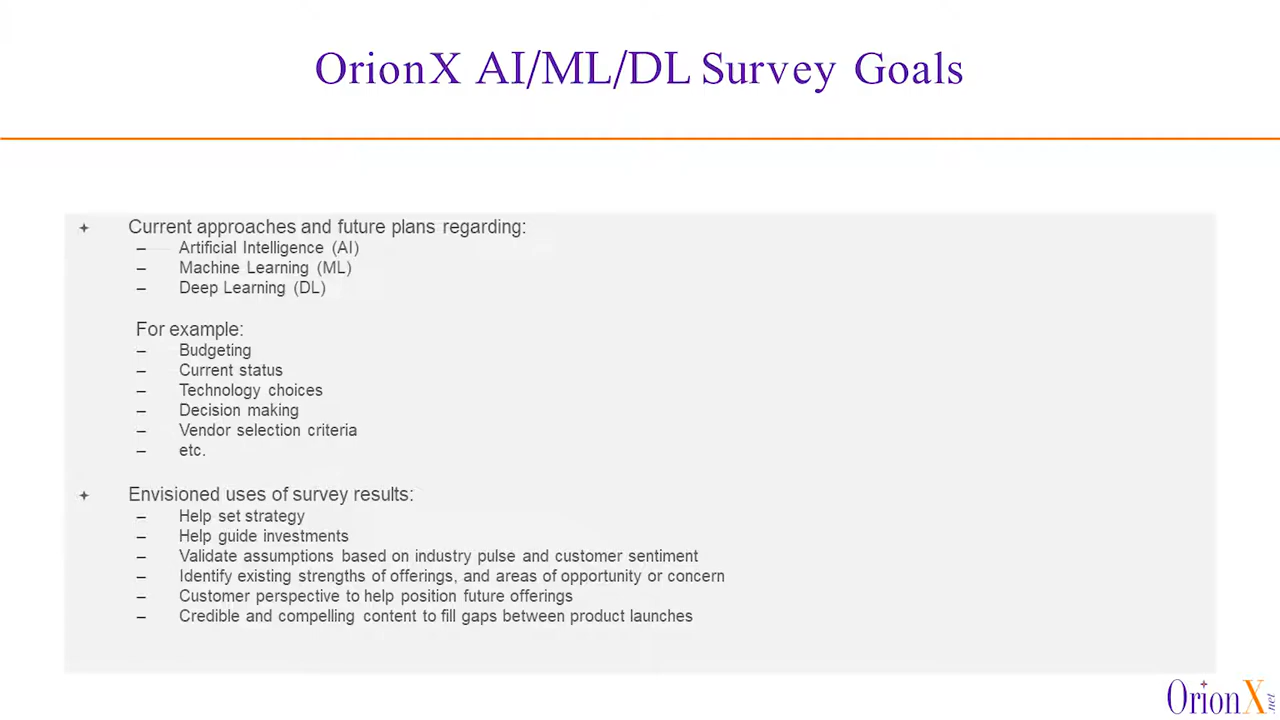 OrionX AI/ML/DL Survey Goals
Current approaches and future plans regarding:
– Artificial Intelligence (AI)
– Machine Learning (ML)
– Deep Learning (DL)
For example:
– Budgeting
– Current status
– Technology choices
– Decision making
– Vendor selection criteria
– etc.
Envisioned uses of survey results:
– Help set strategy
– Help guide investments
– Validate assumptions based on industry pulse and customer sentiment
– Identify existing strengths of offerings, and areas of opportunity or concern
– Customer perspective to help position future offerings
– Credible and compelling content to fill gaps between product launches
OrionX.net